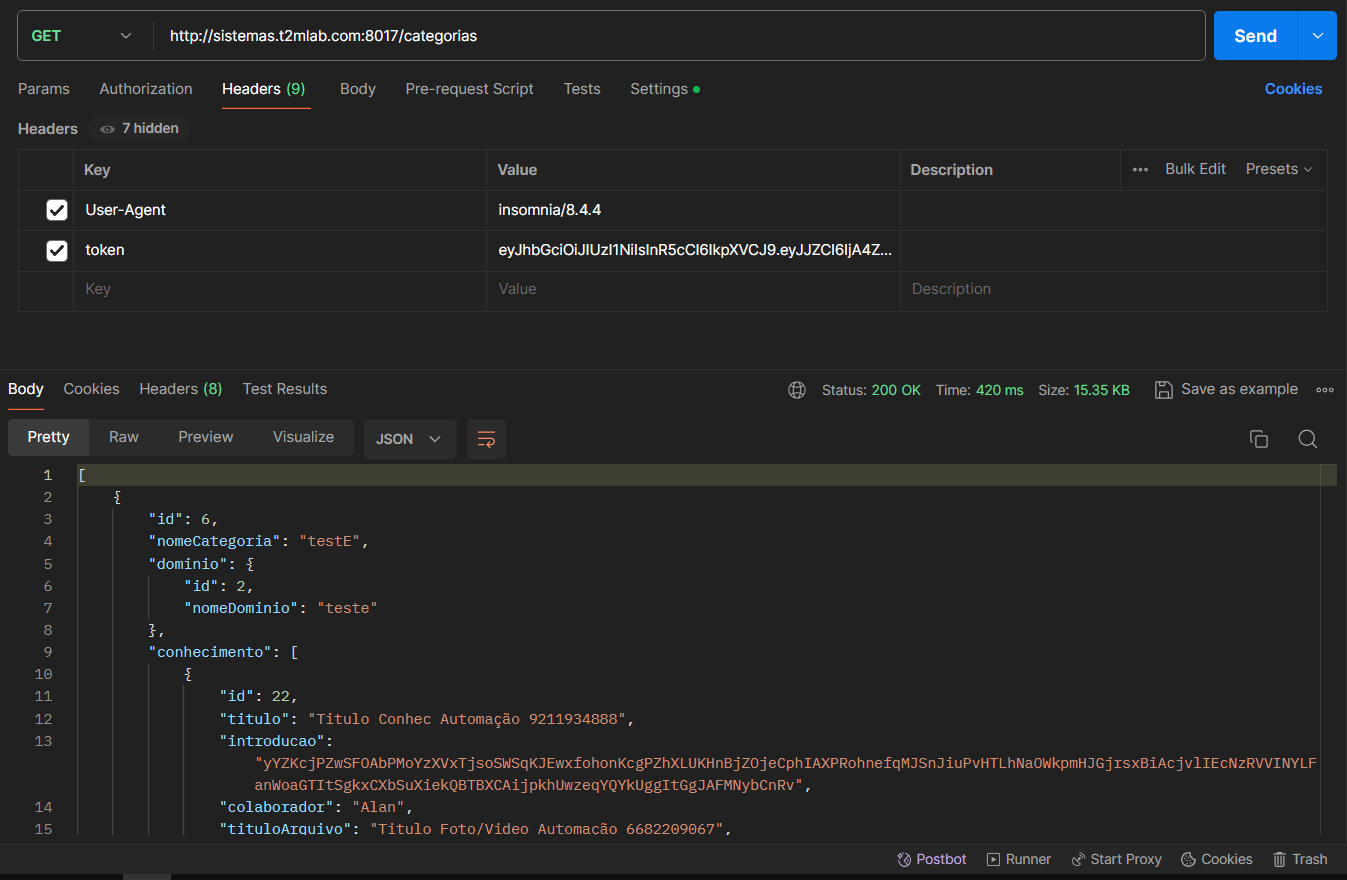 GET http://sistemas.t2mlab.com:8017/categorias Send
Params Authorization Headers (9) Body Pre-request Script Tests Settings Cookies
Headers 7 hidden
Key Value Description Bulk Edit Presets
User-Agent insomnia/8.4.4
token eyJhbGciOiJIUzI1NiIsInR5cCI6IkpXVCJ9.eyJJZCI6IjA4Z...
Key Value Description
Body Cookies Headers (8) Test Results Status: 200 OK Time: 420 ms Size: 15.35 KB Save as example
Pretty Raw Preview Visualize JSON
1 [
2 {
3 "id": 6,
4 "nomeCategoria": "testE",
5 "dominio": {
6 "id": 2,
7 "nomeDominio": "teste"
8 },
9 "conhecimento": [
10 {
11 "id": 22,
12 "titulo": "Titulo Conhec Automação 9211934888",
13 "introducao":
"yYZKcjPZwSFOAbPMoYzXVxTjsoSWSqKJEwxfohonKcgPZhXLUKHnBjZOjeCphIAXPRohnefqMJSnJiuPvHTLhNaOWkpmHJGjrsxBiAcjvlIEcNzRVVINYLF
anWoaGTItSgkxCXbSuXiekQBTBXCAijpkhUwzeqYQYkUggItGgJAFMNybCnRv",
14 "colaborador": "Alan",
15 "tituloArquivo": "Titulo Foto/Video Automação 6682209067",
Postbot Runner Start Proxy Cookies Trash